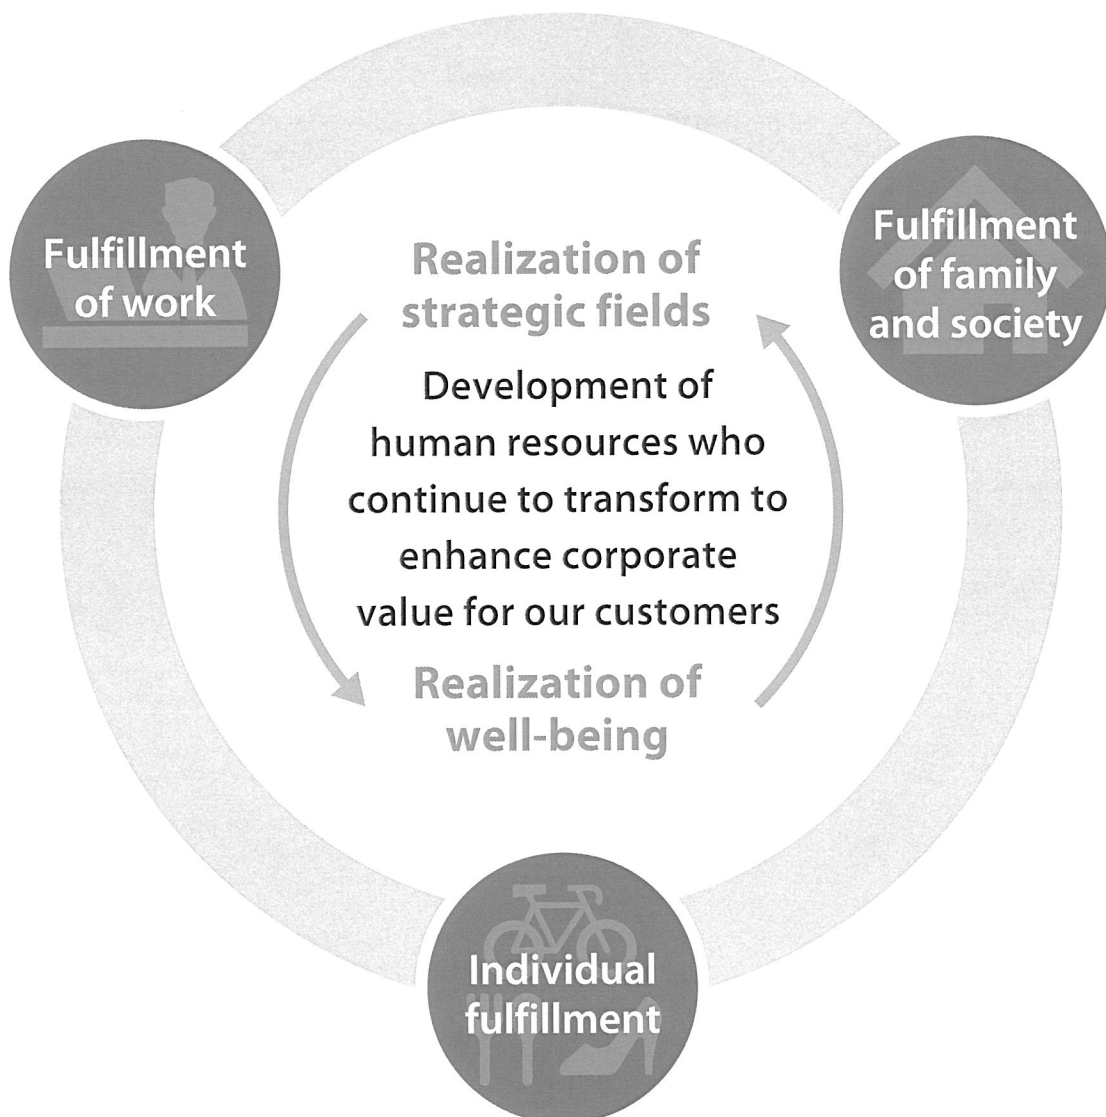 Fulfillment
of work
Fulfillment
of family
and society
Realization of
strategic fields
Development of
human resources who
continue to transform to
enhance corporate
value for our customers
Realization of
well-being
Individual
fulfillment